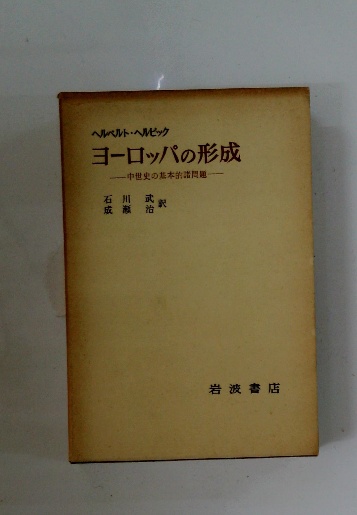 ヘルベルト・ヘルビック
ヨーロッパの形成
——中世史の基本的諸問題——
石川 武
成瀬 治 訳
岩波書店